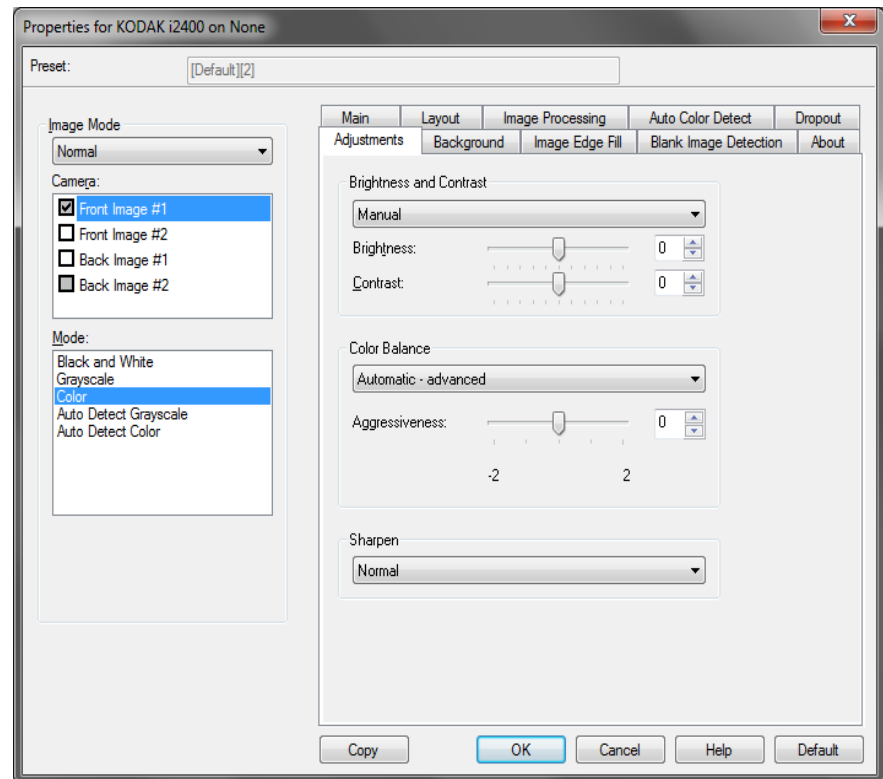 Properties for KODAK i2400 on None
Preset:
[Default][2]
Image Mode
Normal
Camera:
Front Image #1
Front Image #2
Back Image #1
Back Image #2
Mode:
Black and White
Grayscale
Color
Auto Detect Grayscale
Auto Detect Color
Main Layout Image Processing Auto Color Detect Dropout
Adjustments Background Image Edge Fill Blank Image Detection About
Brightness and Contrast
Manual
Brightness: 0
Contrast: 0
Color Balance
Automatic - advanced
Aggressiveness: 0
-2 2
Sharpen
Normal
Copy OK Cancel Help Default